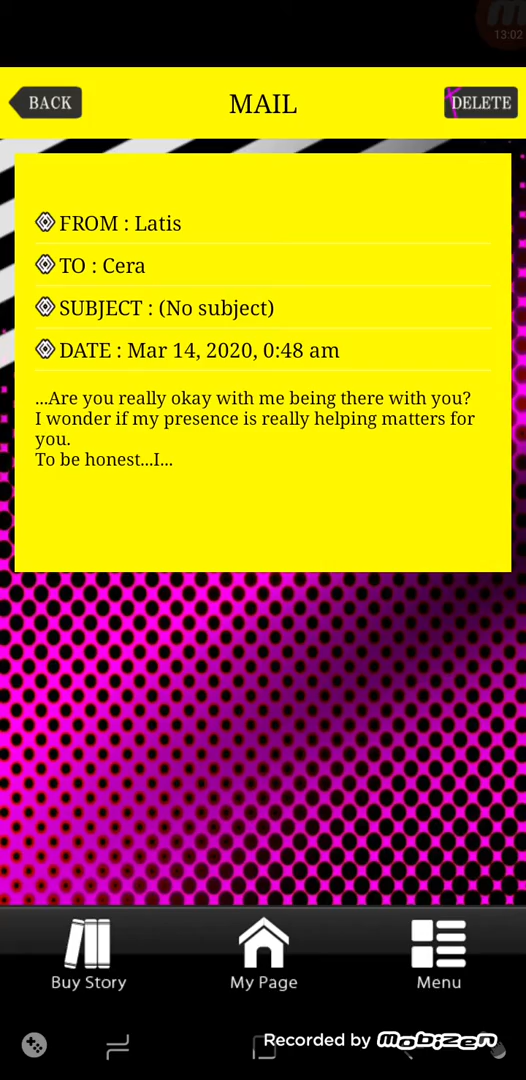 13:02
BACK
MAIL
DELETE
FROM : Latis
TO : Cera
SUBJECT : (No subject)
DATE : Mar 14, 2020, 0:48 am
...Are you really okay with me being there with you?
I wonder if my presence is really helping matters for
you.
To be honest...I...
Buy Story
My Page
Menu
Recorded by Mobizen